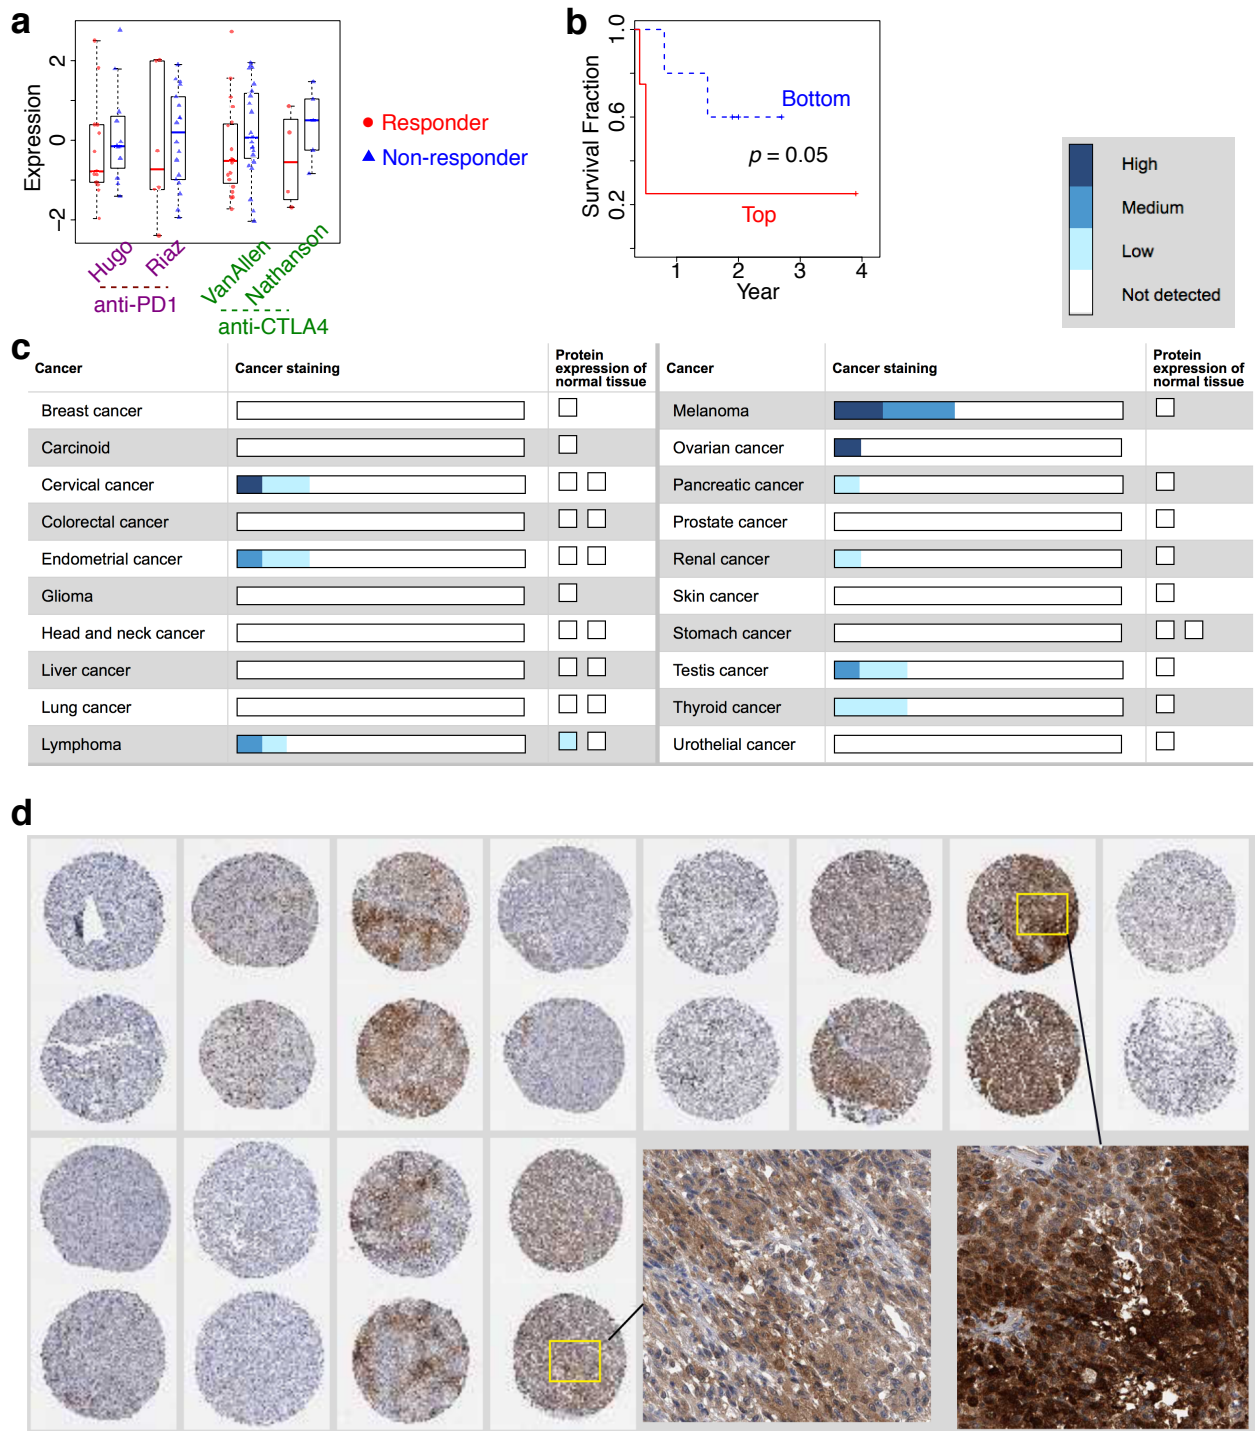 a
b
2
0
−2
Expression
Responder
Non-responder
Hugo
Riaz
VanAllen
Nathanson
anti-PD1
anti-CTLA4
1.0
0.6
0.2
Survival Fraction
Bottom
p = 0.05
Top
1 2 3 4
Year
High
Medium
Low
Not detected
c
Cancer Cancer staining Protein expression of normal tissue Cancer Cancer staining Protein expression of normal tissue
Breast cancer Melanoma
Carcinoid Ovarian cancer
Cervical cancer Pancreatic cancer
Colorectal cancer Prostate cancer
Endometrial cancer Renal cancer
Glioma Skin cancer
Head and neck cancer Stomach cancer
Liver cancer Testis cancer
Lung cancer Thyroid cancer
Lymphoma Urothelial cancer
d